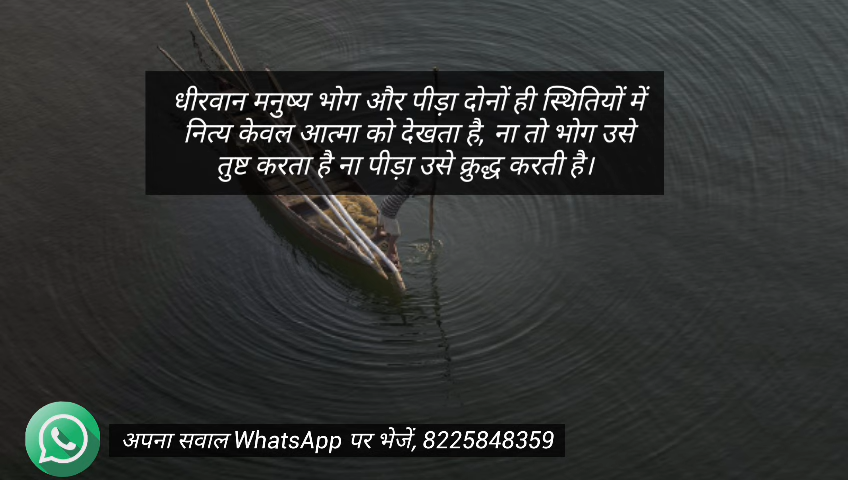 धीरवान मनुष्य भोग और पीड़ा दोनों ही स्थितियों में
नित्य केवल आत्मा को देखता है, ना तो भोग उसे
तुष्ट करता है ना पीड़ा उसे क्रुद्ध करती है।
अपना सवाल WhatsApp पर भेजें, 8225848359